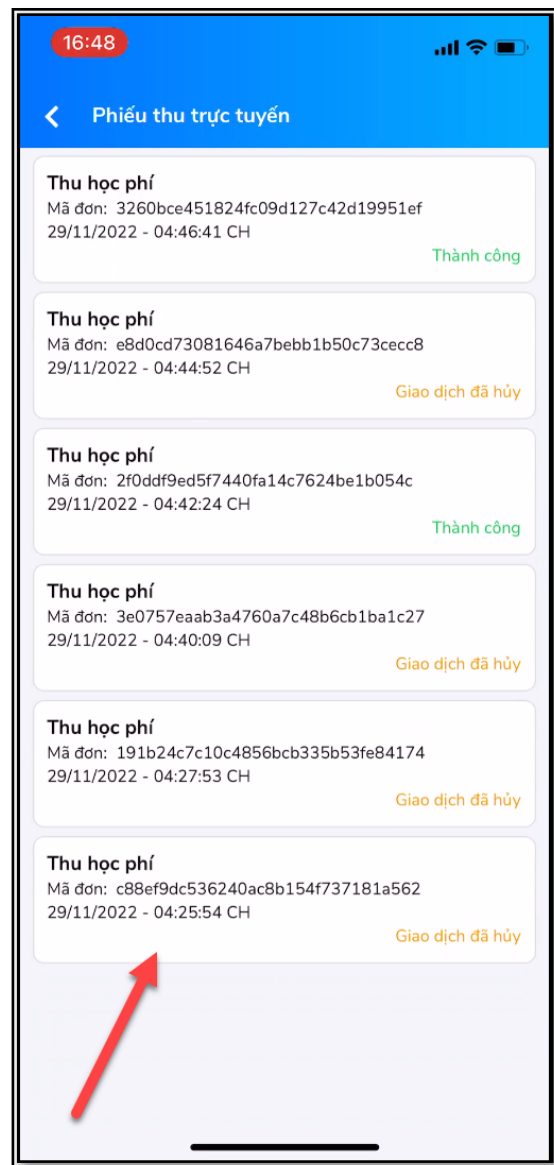 16:48
Phiếu thu trực tuyến
Thu học phí
Mã đơn: 3260bce451824fc09d127c42d19951ef
29/11/2022 - 04:46:41 CH
Thành công
Thu học phí
Mã đơn: e8d0cd73081646a7bebb1b50c73cecc8
29/11/2022 - 04:44:52 CH
Giao dịch đã hủy
Thu học phí
Mã đơn: 2f0ddf9ed5f7440fa14c7624be1b054c
29/11/2022 - 04:42:24 CH
Thành công
Thu học phí
Mã đơn: 3e0757eaab3a4760a7c48b6cb1ba1c27
29/11/2022 - 04:40:09 CH
Giao dịch đã hủy
Thu học phí
Mã đơn: 191b24c7c10c4856bcb335b53fe84174
29/11/2022 - 04:27:53 CH
Giao dịch đã hủy
Thu học phí
Mã đơn: c88ef9dc536240ac8b154f737181a562
29/11/2022 - 04:25:54 CH
Giao dịch đã hủy